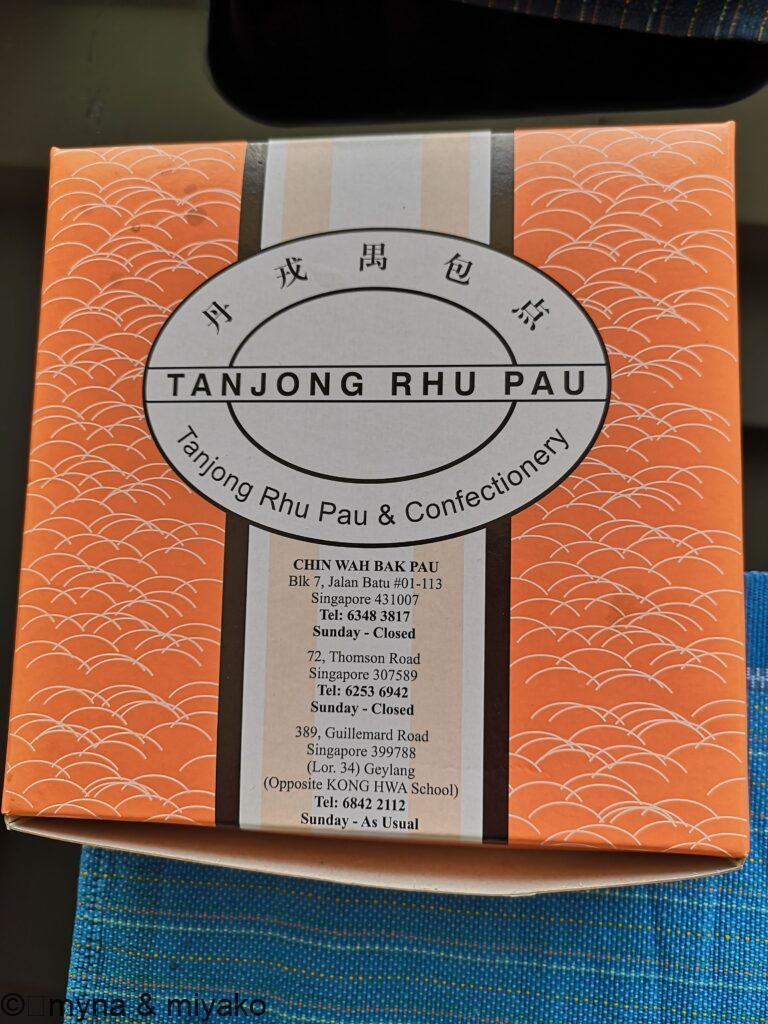 丹戎禺包点
TANJONG RHU PAU
Tanjong Rhu Pau & Confectionery
CHIN WAH BAK PAU
Blk 7, Jalan Batu #01-113
Singapore 431007
Tel: 6348 3817
Sunday - Closed
72, Thomson Road
Singapore 307589
Tel: 6253 6942
Sunday - Closed
389, Guillemard Road
Singapore 399788
(Lor. 34) Geylang
(Opposite KONG HWA School)
Tel: 6842 2112
Sunday - As Usual
©myna & miyako